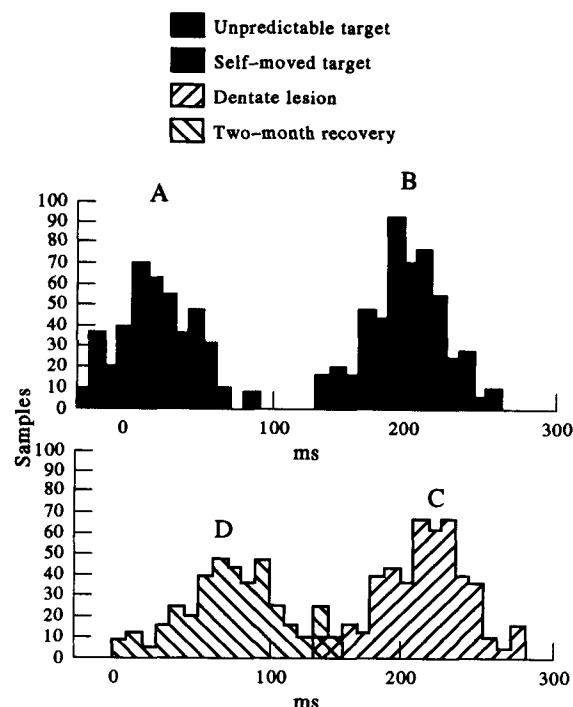 Unpredictable target
Self-moved target
Dentate lesion
Two-month recovery
A
B
100
90
80
70
60
50
40
30
20
10
0
0
100
200
300
ms
Samples
100
90
80
70
60
50
40
30
20
10
0
D
C
0
100
200
300
ms